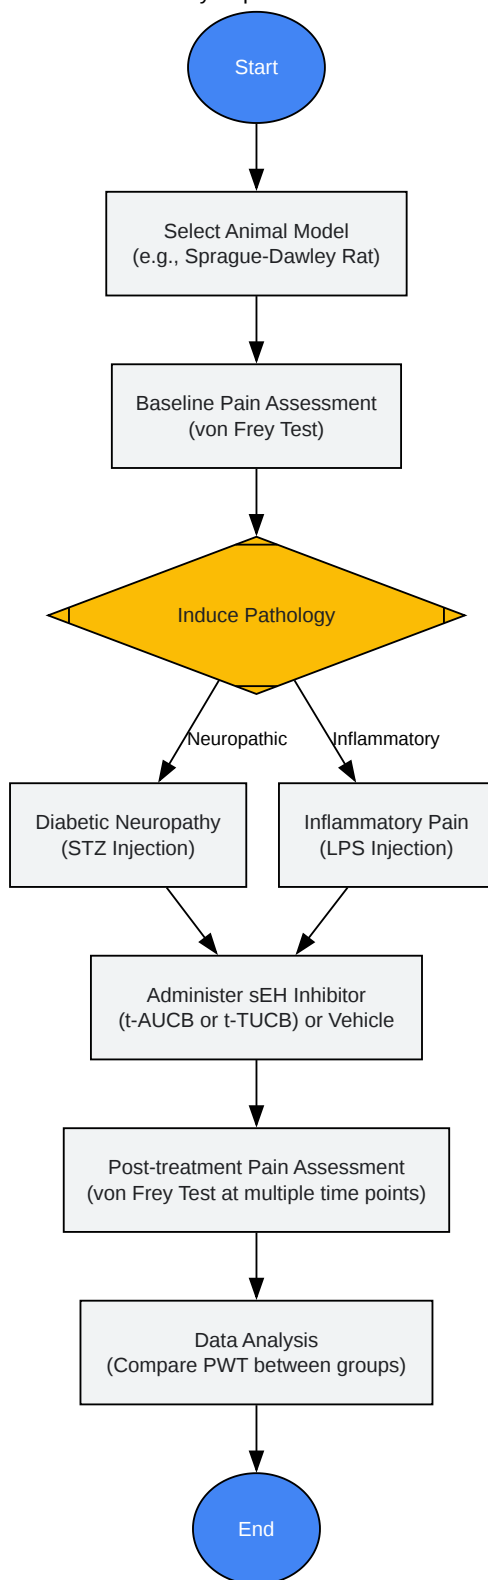 Start
Select Animal Model
(e.g., Sprague-Dawley Rat)
Baseline Pain Assessment
(von Frey Test)
Induce Pathology
Neuropathic
Inflammatory
Diabetic Neuropathy
(STZ Injection)
Inflammatory Pain
(LPS Injection)
Administer sEH Inhibitor
(t-AUCB or t-TUCB) or Vehicle
Post-treatment Pain Assessment
(von Frey Test at multiple time points)
Data Analysis
(Compare PWT between groups)
End